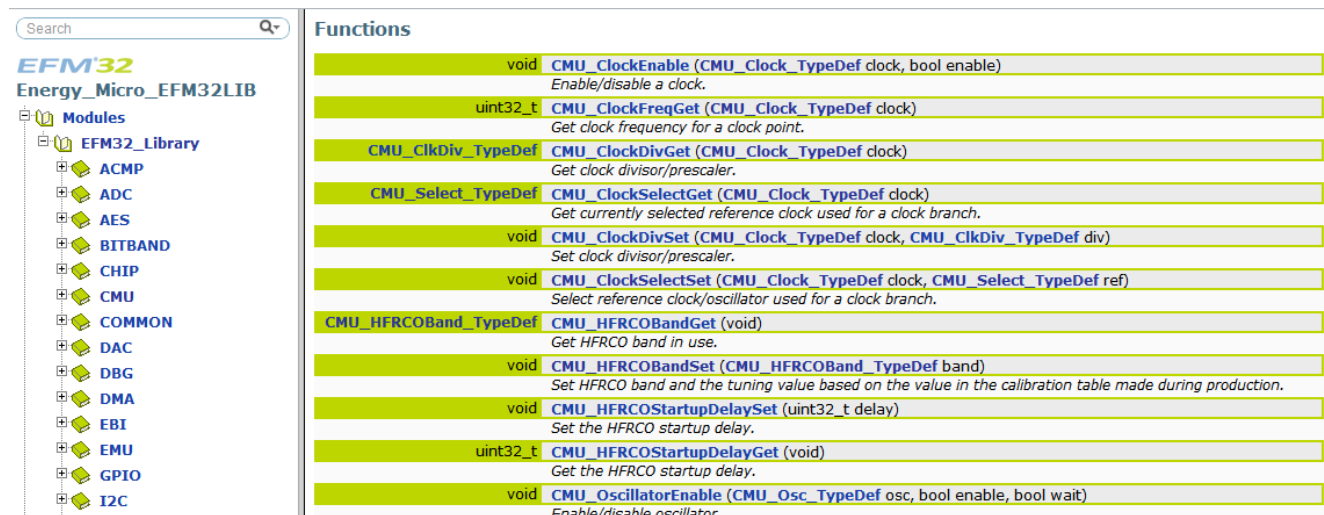 Search
EFM®32
Energy_Micro_EFM32LIB
Modules
EFM32_Library
ACMP
ADC
AES
BITBAND
CHIP
CMU
COMMON
DAC
DBG
DMA
EBI
EMU
GPIO
I2C
Functions
void CMU_ClockEnable (CMU_Clock_TypeDef clock, bool enable)
Enable/disable a clock.
uint32_t CMU_ClockFreqGet (CMU_Clock_TypeDef clock)
Get clock frequency for a clock point.
CMU_ClkDiv_TypeDef CMU_ClockDivGet (CMU_Clock_TypeDef clock)
Get clock divisor/prescaler.
CMU_Select_TypeDef CMU_ClockSelectGet (CMU_Clock_TypeDef clock)
Get currently selected reference clock used for a clock branch.
void CMU_ClockDivSet (CMU_Clock_TypeDef clock, CMU_ClkDiv_TypeDef div)
Set clock divisor/prescaler.
void CMU_ClockSelectSet (CMU_Clock_TypeDef clock, CMU_Select_TypeDef ref)
Select reference clock/oscillator used for a clock branch.
CMU_HFRCOBand_TypeDef CMU_HFRCOBandGet (void)
Get HFRCO band in use.
void CMU_HFRCOBandSet (CMU_HFRCOBand_TypeDef band)
Set HFRCO band and the tuning value based on the value in the calibration table made during production.
void CMU_HFRCOStartupDelaySet (uint32_t delay)
Set the HFRCO startup delay.
uint32_t CMU_HFRCOStartupDelayGet (void)
Get the HFRCO startup delay.
void CMU_OscillatorEnable (CMU_Osc_TypeDef osc, bool enable, bool wait)
Enable/disable oscillator.